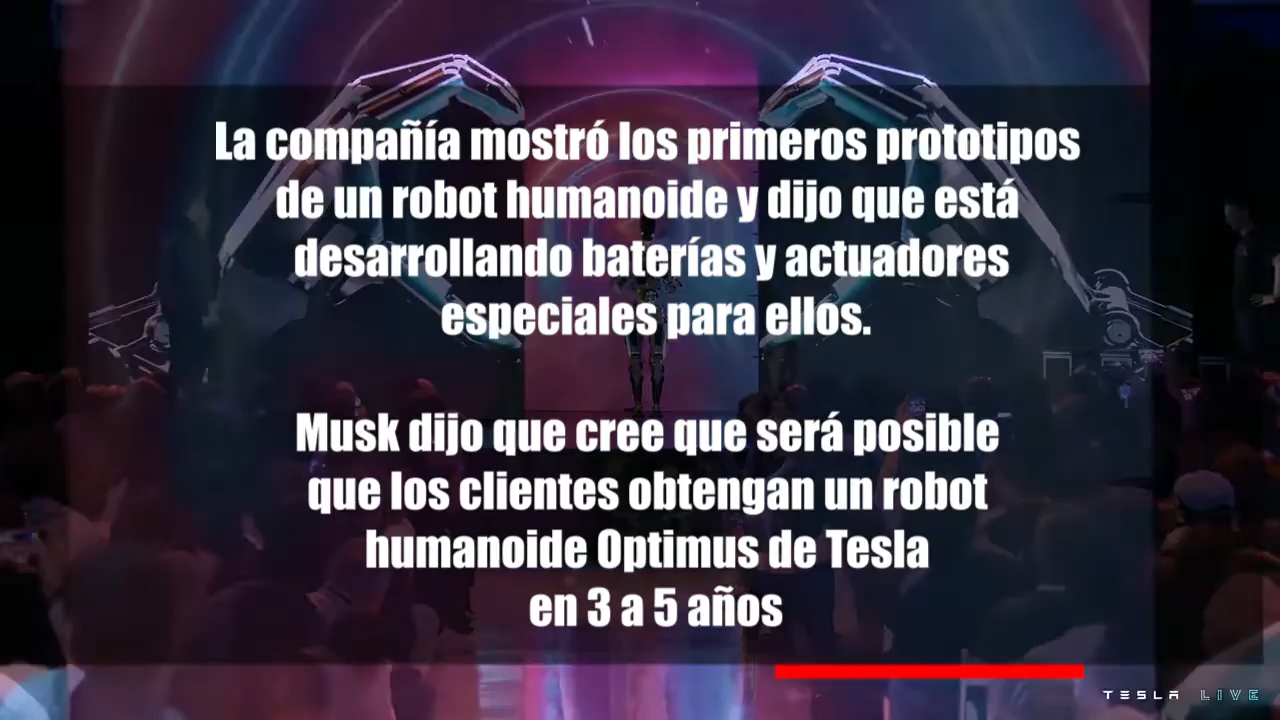 La compañía mostró los primeros prototipos
de un robot humanoide y dijo que está
desarrollando baterías y actuadores
especiales para ellos.
Musk dijo que cree que será posible
que los clientes obtengan un robot
humanoide Optimus de Tesla
en 3 a 5 años
TESLA LIVE